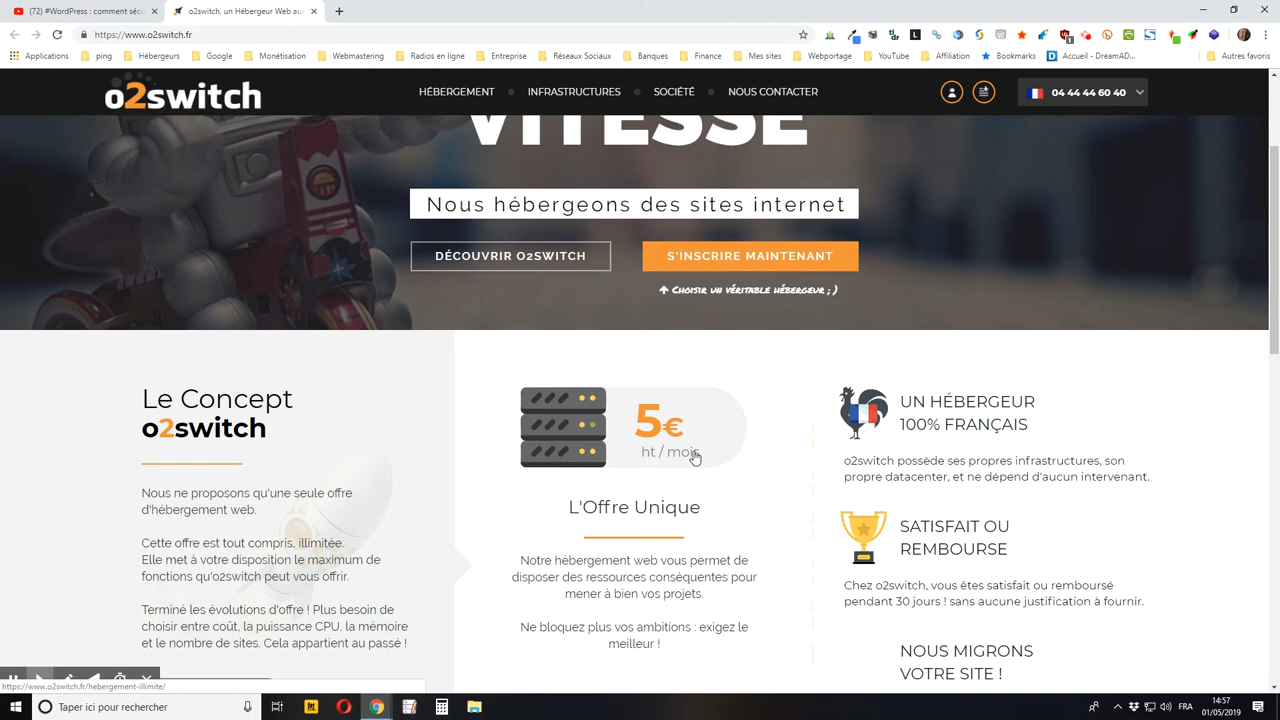 (72) #WordPress : comment sécu
o2switch, un Hébergeur Web au
https://www.o2switch.fr
Applications
ping
Hébergeurs
Google
Monétisation
Webmastering
Radios en lignes
Entreprise
Réseaux Sociaux
Banques
Finance
Mes sites
Webportage
YouTube
Affiliation
Bookmarks
Accueil - DreamAD...
Autres favoris
o2switch
HÉBERGEMENT
INFRASTRUCTURES
SOCIÉTÉ
NOUS CONTACTER
04 44 44 60 40
VITESSE
Nous hébergeons des sites internet
DÉCOUVRIR O2SWITCH
S'INSCRIRE MAINTENANT
Choisir un véritable hébergeur ; )
Le Concept
o2switch
Nous ne proposons qu'une seule offre
d'hébergement web.
Cette offre est tout compris, illimitée.
Elle met à votre disposition le maximum de
fonctions qu'o2switch peut vous offrir.
Terminé les évolutions d'offre ! Plus besoin de
choisir entre coût, la puissance CPU, la mémoire
et le nombre de sites. Cela appartient au passé !
5€
ht / mois
L'Offre Unique
Notre hébergement web vous permet de
disposer des ressources conséquentes pour
mener à bien vos projets.
Ne bloquez plus vos ambitions : exigez le
meilleur !
UN HÉBERGEUR
100% FRANÇAIS
o2switch possède ses propres infrastructures, son
propre datacenter, et ne dépend d'aucun intervenant.
SATISFAIT OU
REMBOURSE
Chez o2switch, vous êtes satisfait ou remboursé
pendant 30 jours ! sans aucune justification à fournir.
NOUS MIGRONS
VOTRE SITE !
https://www.o2switch.fr/hebergement-illimite/
Taper ici pour rechercher
FRA
14:57
01/05/2019